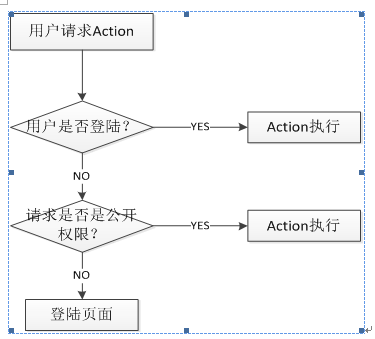 用户请求Action
用户是否登陆?
YES
Action执行
NO
请求是否是公开
权限?
YES
Action执行
NO
登陆页面